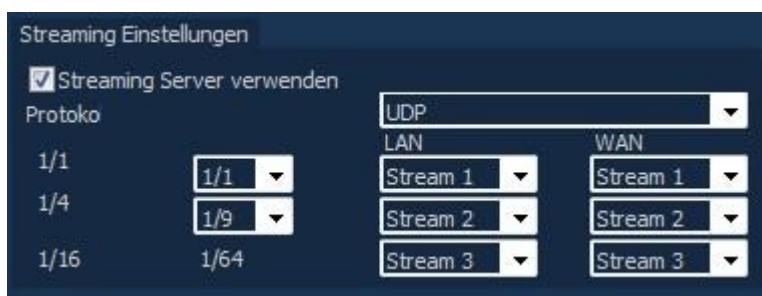 Streaming Einstellungen
Streaming Server verwenden
Protoko UDP
LAN WAN
1/1 1/1 Stream 1 Stream 1
1/4 1/9 Stream 2 Stream 2
1/16 1/64 Stream 3 Stream 3